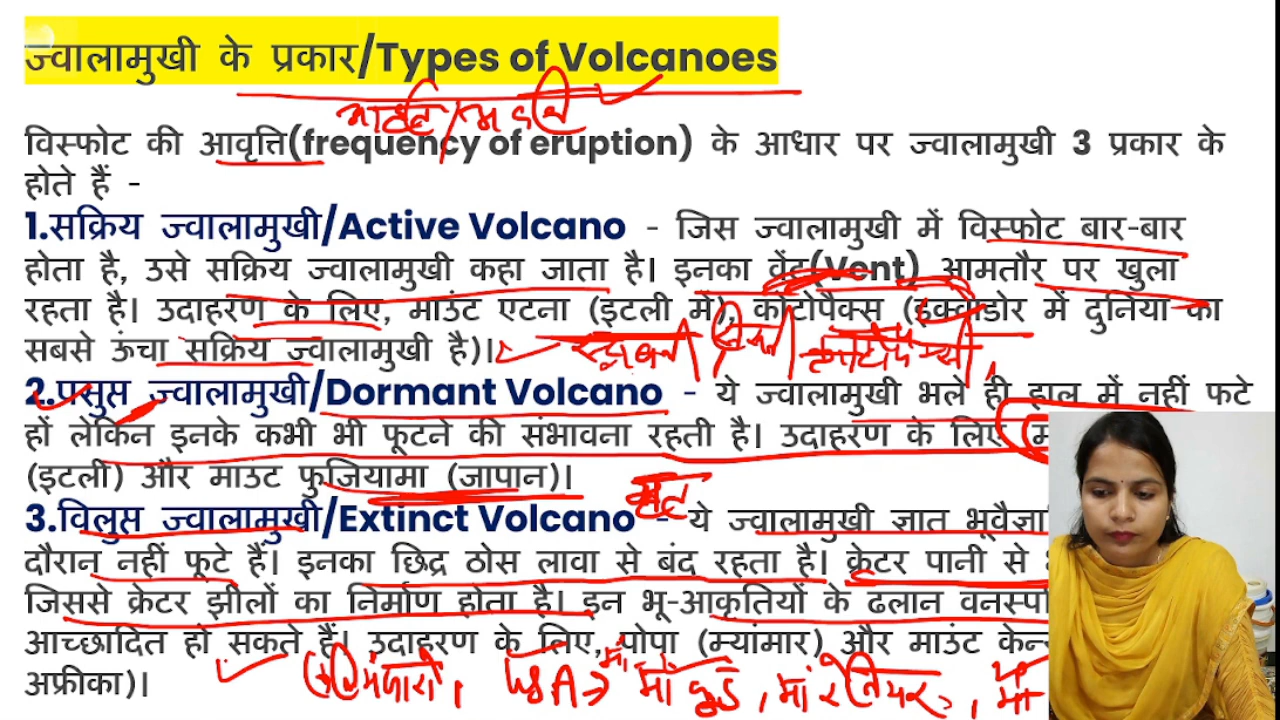 ज्वालामुखी के प्रकार/Types of Volcanoes
विस्फोट की आवृत्ति(frequency of eruption) के आधार पर ज्वालामुखी 3 प्रकार के
होते हैं -
1.सक्रिय ज्वालामुखी/Active Volcano - जिस ज्वालामुखी में विस्फोट बार-बार
होता है, उसे सक्रिय ज्वालामुखी कहा जाता है। इनका वेंट(Vent) आमतौर पर खुला
रहता है। उदाहरण के लिए, माउंट एटना (इटली में), कोटोपैक्स (इक्वाडोर में दुनिया का
सबसे ऊंचा सक्रिय ज्वालामुखी है)।
2.प्रसुप्त ज्वालामुखी/Dormant Volcano - ये ज्वालामुखी भले ही हाल में नहीं फटे
हों लेकिन इनके कभी भी फूटने की संभावना रहती है। उदाहरण के लिए
(इटली) और माउंट फुजियामा (जापान)।
मृत
3.विलुप्त ज्वालामुखी/Extinct Volcano - ये ज्वालामुखी ज्ञात
दौरान नहीं फूटे हैं। इनका छिद्र ठोस लावा से बंद रहता है। क्रेटर पानी से
जिससे क्रेटर झीलों का निर्माण होता है। इन भू-आकृतियों के ढलान
आच्छादित हो सकते हैं। उदाहरण के लिए, पोपा (म्यांमार) और माउंट
अफ्रीका)। USA→